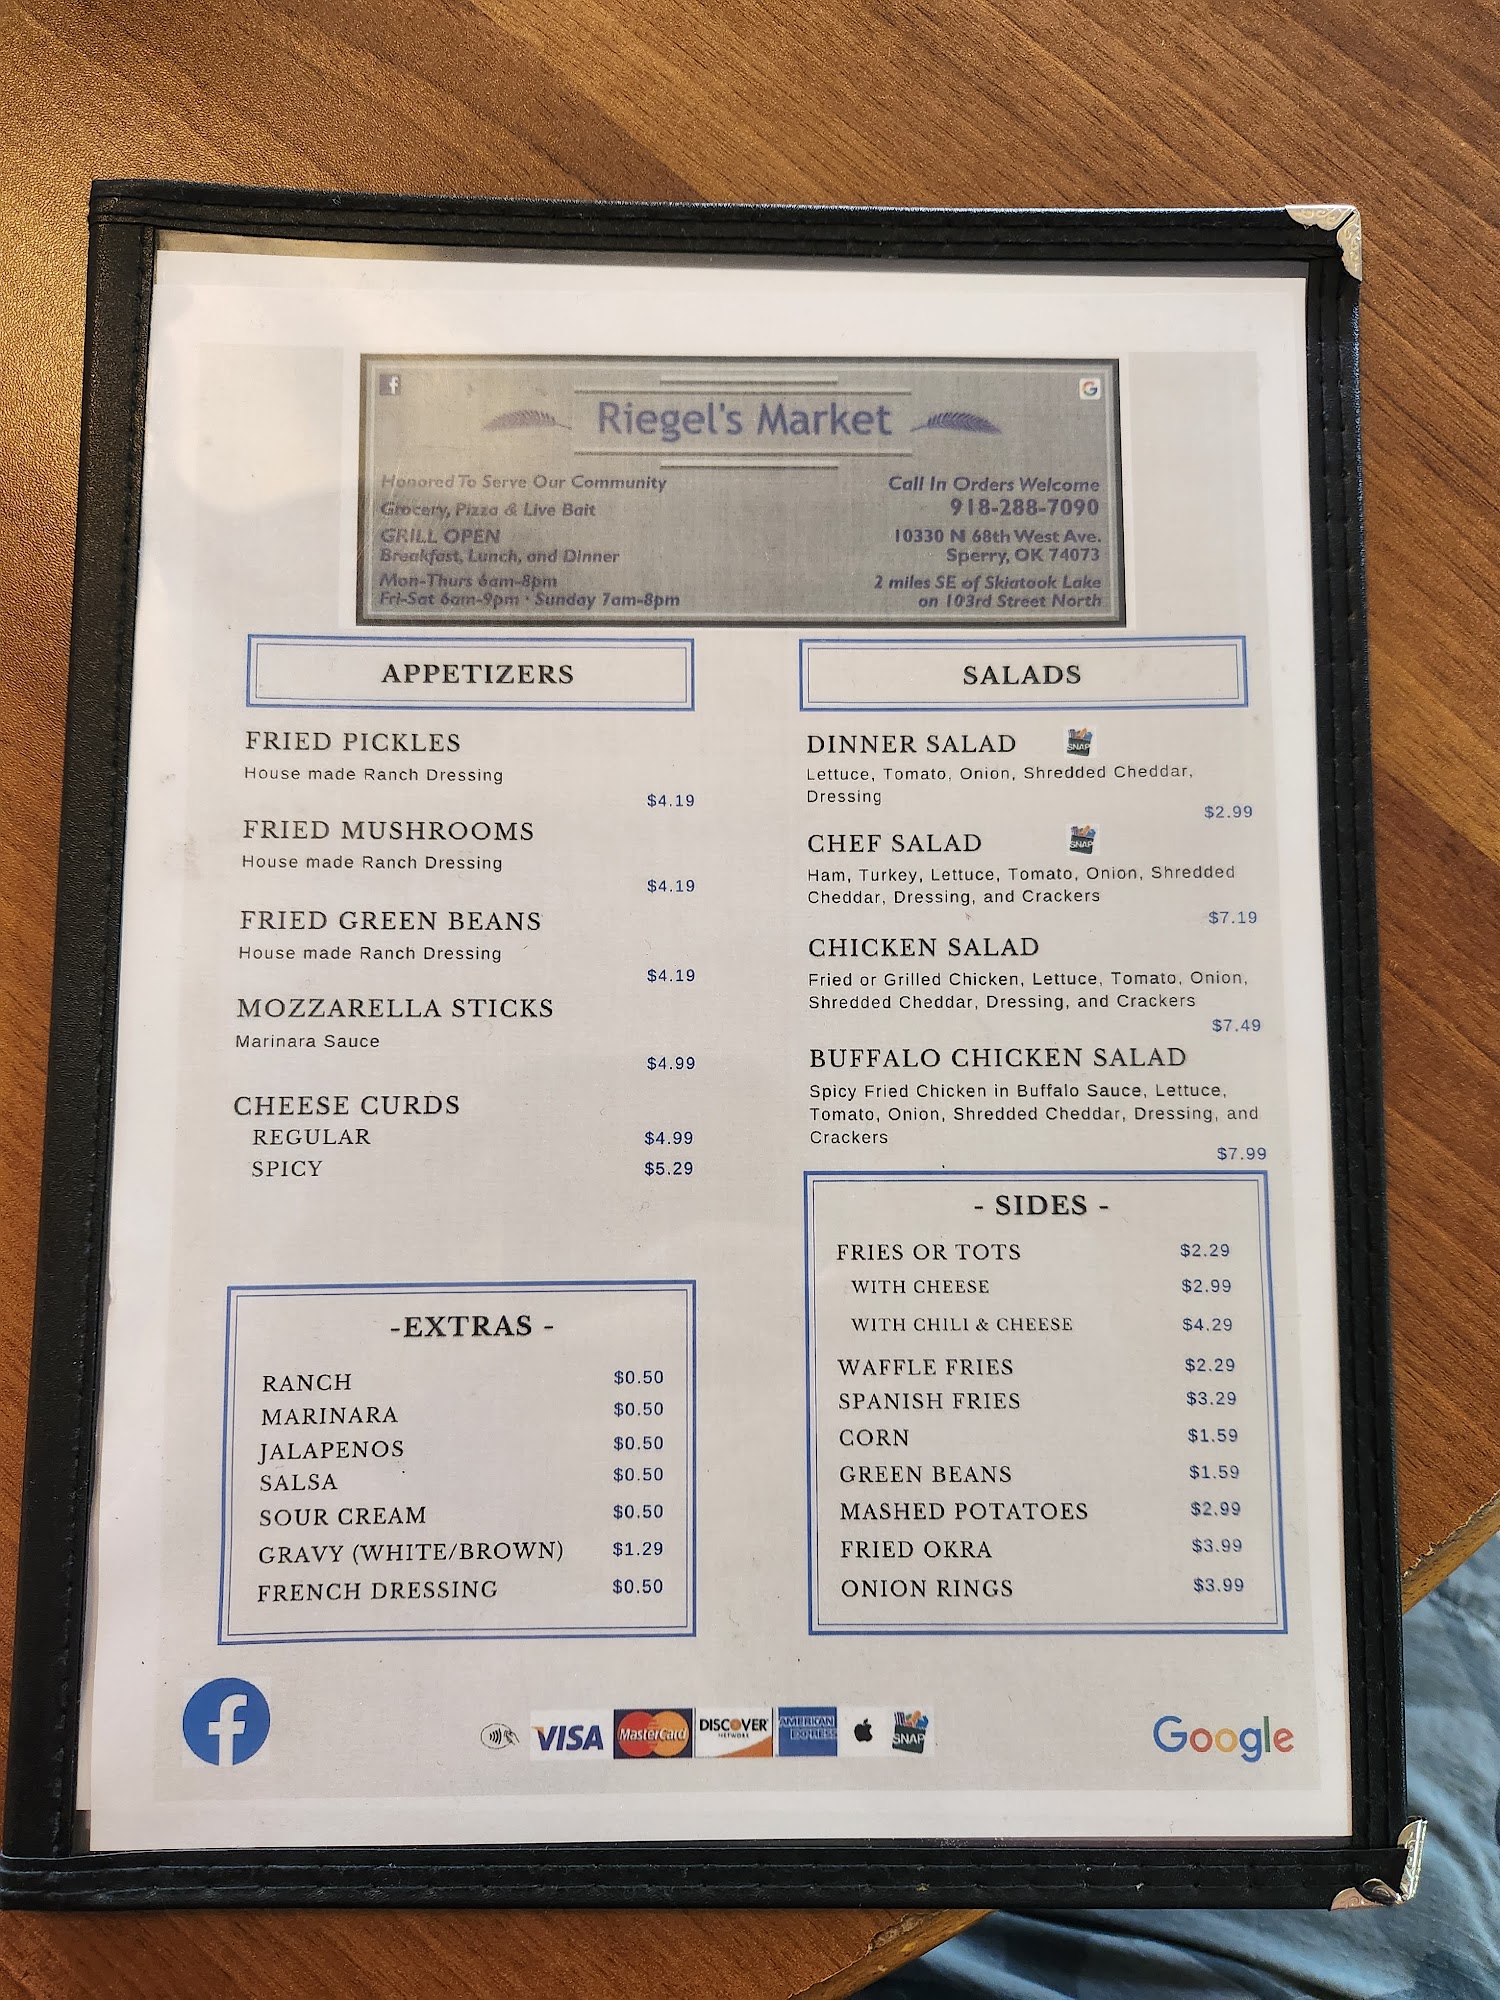 Riegel's Market
Honored To Serve Our Community
Grocery, Pizza & Live Bait
GRILL OPEN
Breakfast, Lunch, and Dinner
Mon-Thurs 6am-8pm
Fri-Sat 6am-9pm · Sunday 7am-8pm
Call In Orders Welcome
918-288-7090
10330 N 68th West Ave.
Sperry, OK 74073
2 miles SE of Skiatook Lake
on 103rd Street North
APPETIZERS
FRIED PICKLES
House made Ranch Dressing
$4.19
FRIED MUSHROOMS
House made Ranch Dressing
$4.19
FRIED GREEN BEANS
House made Ranch Dressing
$4.19
MOZZARELLA STICKS
Marinara Sauce
$4.99
CHEESE CURDS
REGULAR $4.99
SPICY $5.29
-EXTRAS -
RANCH $0.50
MARINARA $0.50
JALAPENOS $0.50
SALSA $0.50
SOUR CREAM $0.50
GRAVY (WHITE/BROWN) $1.29
FRENCH DRESSING $0.50
SALADS
DINNER SALAD SNAP
Lettuce, Tomato, Onion, Shredded Cheddar,
Dressing
$2.99
CHEF SALAD SNAP
Ham, Turkey, Lettuce, Tomato, Onion, Shredded
Cheddar, Dressing, and Crackers
$7.19
CHICKEN SALAD
Fried or Grilled Chicken, Lettuce, Tomato, Onion,
Shredded Cheddar, Dressing, and Crackers
$7.49
BUFFALO CHICKEN SALAD
Spicy Fried Chicken in Buffalo Sauce, Lettuce,
Tomato, Onion, Shredded Cheddar, Dressing, and
Crackers
$7.99
- SIDES -
FRIES OR TOTS $2.29
WITH CHEESE $2.99
WITH CHILI & CHEESE $4.29
WAFFLE FRIES $2.29
SPANISH FRIES $3.29
CORN $1.59
GREEN BEANS $1.59
MASHED POTATOES $2.99
FRIED OKRA $3.99
ONION RINGS $3.99
VISA MasterCard DISCOVER NETWORK AMERICAN EXPRESS SNAP
Google